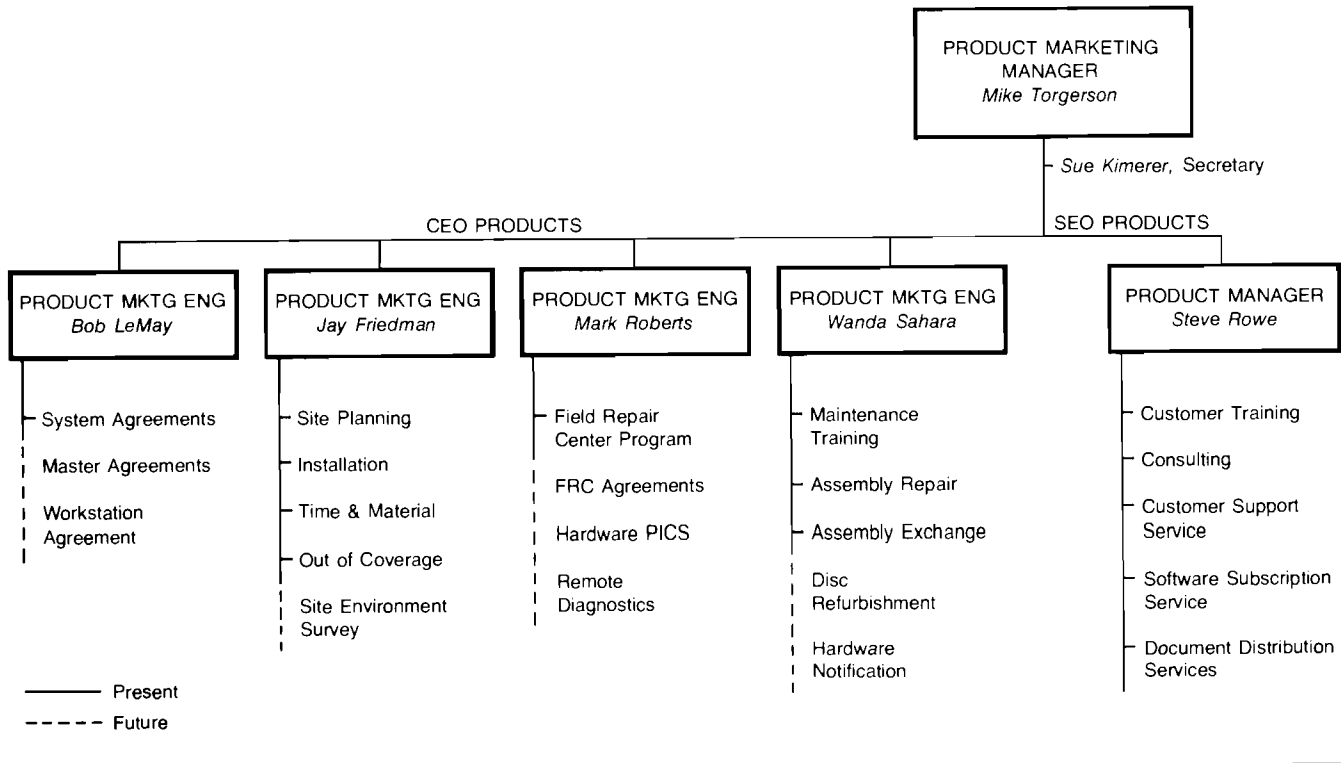 PRODUCT MARKETING
MANAGER
Mike Torgerson
Sue Kimerer, Secretary
CEO PRODUCTS
SEO PRODUCTS
PRODUCT MKTG ENG
Bob LeMay
System Agreements
Master Agreements
Workstation
Agreement
PRODUCT MKTG ENG
Jay Friedman
Site Planning
Installation
Time & Material
Out of Coverage
Site Environment
Survey
PRODUCT MKTG ENG
Mark Roberts
Field Repair
Center Program
FRC Agreements
Hardware PICS
Remote
Diagnostics
PRODUCT MKTG ENG
Wanda Sahara
Maintenance
Training
Assembly Repair
Assembly Exchange
Disc
Refurbishment
Hardware
Notification
PRODUCT MANAGER
Steve Rowe
Customer Training
Consulting
Customer Support
Service
Software Subscription
Service
Document Distribution
Services
Present
Future